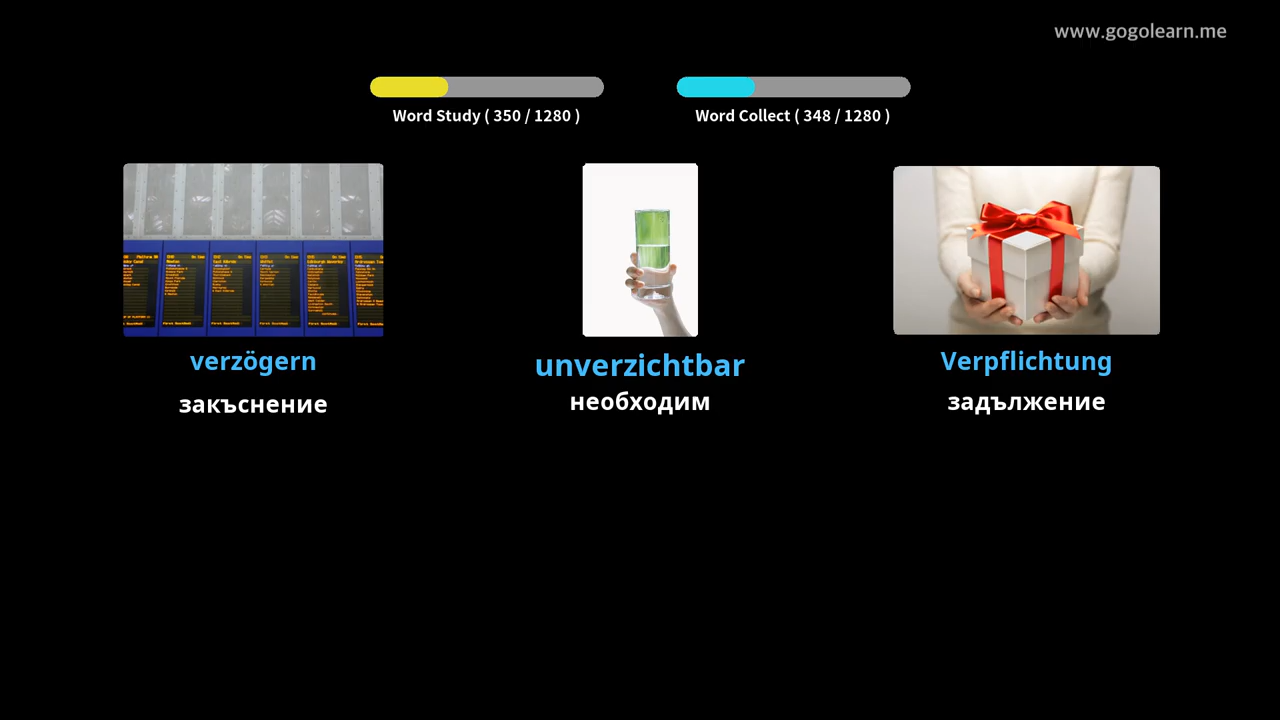 www.gogolearn.me
Word Study ( 350 / 1280 )
Word Collect ( 348 / 1280 )
verzögern
unverzichtbar
Verpflichtung
закъснение
необходим
задължение